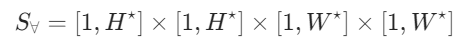 S∀ = [1, H⋆] × [1, H⋆] × [1, W⋆] × [1, W⋆]